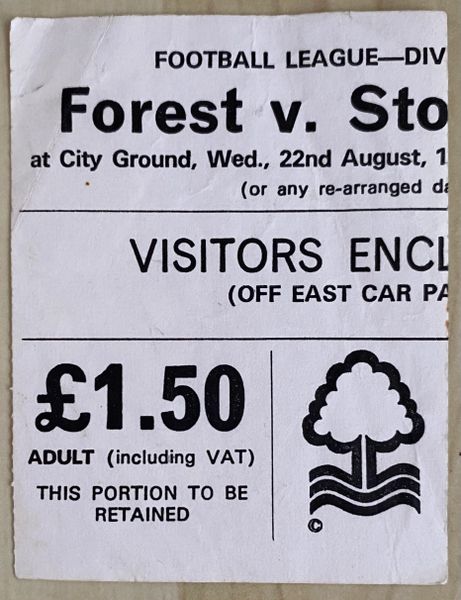 FOOTBALL LEAGUE—DIV
Forest v. Sto
at City Ground, Wed., 22nd August, 1
(or any re-arranged da
VISITORS ENCL
(OFF EAST CAR PA
£1.50
ADULT (including VAT)
THIS PORTION TO BE
RETAINED
©